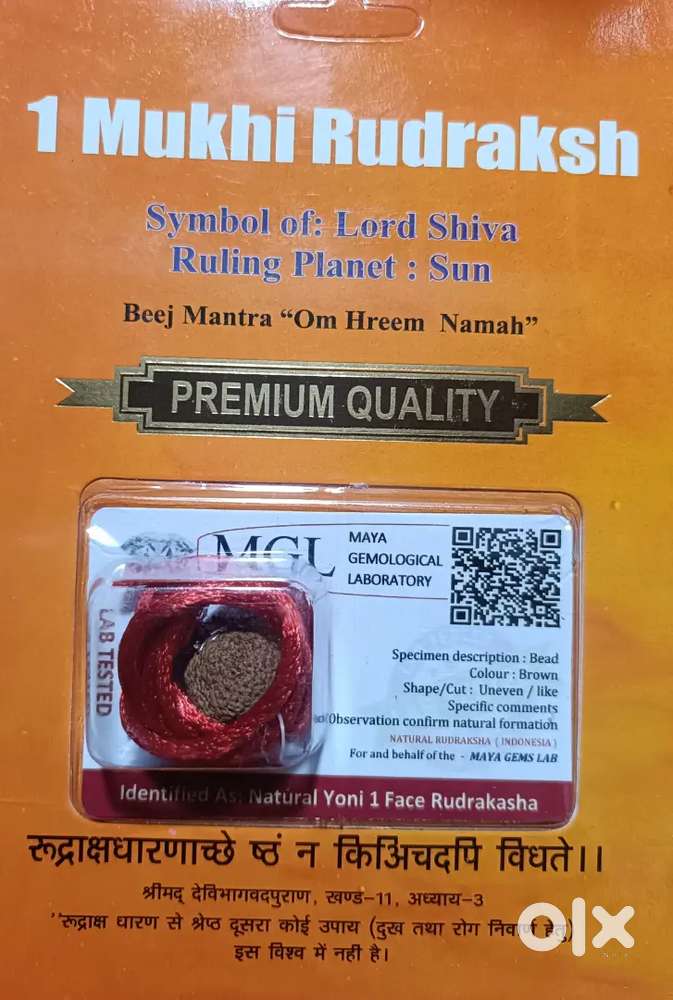 1 Mukhi Rudraksh
Symbol of: Lord Shiva
Ruling Planet : Sun
Beej Mantra “Om Hreem Namah”
PREMIUM QUALITY
MGL
MAYA
GEMOLOGICAL
LABORATORY
LAB TESTED
Specimen description : Bead
Colour : Brown
Shape/Cut : Uneven / like
Specific comments
Observation confirm natural formation
NATURAL RUDRAKSHA ( INDONESIA )
For and behalf of the - MAYA GEMS LAB
Identified As: Natural Yoni 1 Face Rudrakasha
रूद्राक्षधारणाच्छे ष्ठं न किञिचदपि विधते।।
श्रीमद् देविभागवदपुराण, खण्ड-11, अध्याय-3
''रूद्राक्ष धारण से श्रेष्ठ दूसरा कोई उपाय (दुख तथा रोग निवार्ण हेतु)
इस विश्व में नही है।
olx